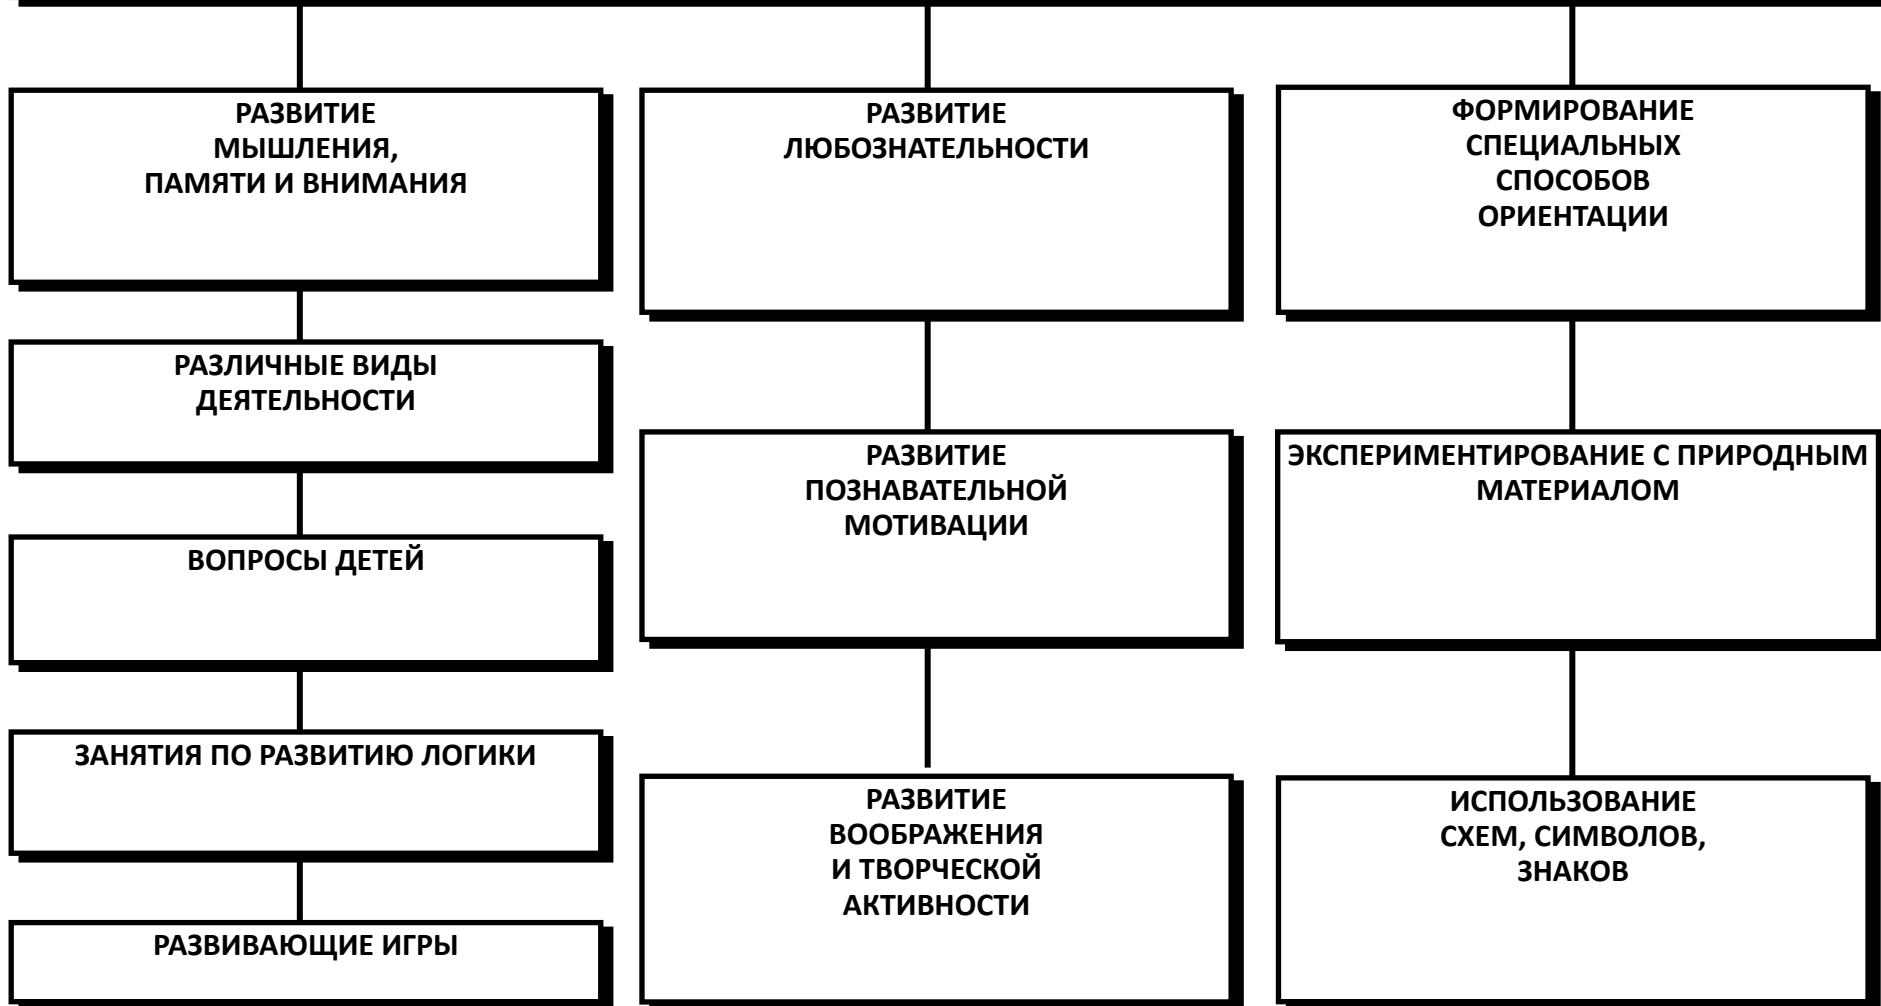 РАЗВИТИЕ
МЫШЛЕНИЯ,
ПАМЯТИ И ВНИМАНИЯ
РАЗЛИЧНЫЕ ВИДЫ
ДЕЯТЕЛЬНОСТИ
ВОПРОСЫ ДЕТЕЙ
ЗАНЯТИЯ ПО РАЗВИТИЮ ЛОГИКИ
РАЗВИВАЮЩИЕ ИГРЫ
РАЗВИТИЕ
ЛЮБОЗНАТЕЛЬНОСТИ
РАЗВИТИЕ
ПОЗНАВАТЕЛЬНОЙ
МОТИВАЦИИ
РАЗВИТИЕ
ВООБРАЖЕНИЯ
И ТВОРЧЕСКОЙ
АКТИВНОСТИ
ФОРМИРОВАНИЕ
СПЕЦИАЛЬНЫХ
СПОСОБОВ
ОРИЕНТАЦИИ
ЭКСПЕРИМЕНТИРОВАНИЕ С ПРИРОДНЫМ
МАТЕРИАЛОМ
ИСПОЛЬЗОВАНИЕ
СХЕМ, СИМВОЛОВ,
ЗНАКОВ